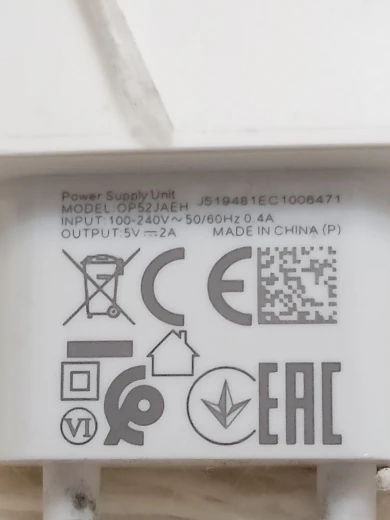 Power Supply Unit
MODEL: OP52JAEH J519481EC1006471
INPUT: 100-240V～50/60Hz 0.4A
OUTPUT: 5V⎓2A MADE IN CHINA (P)
CE
VI
EAC